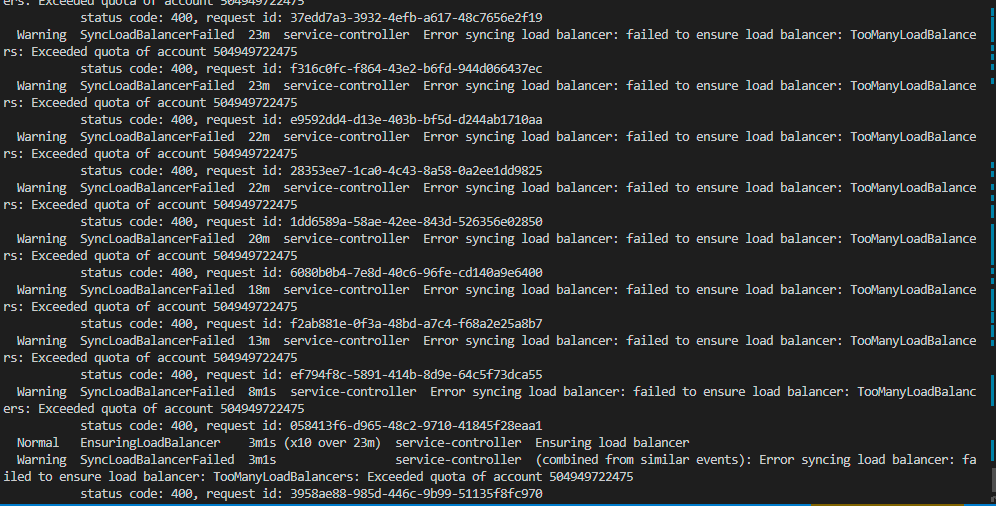 ers: Exceeded quota of account 504949722475
status code: 400, request id: 37edd7a3-3932-4efb-a617-48c7656e2f19
Warning  SyncLoadBalancerFailed  23m  service-controller  Error syncing load balancer: failed to ensure load balancer: TooManyLoadBalance
rs: Exceeded quota of account 504949722475
status code: 400, request id: f316c0fc-f864-43e2-b6fd-944d066437ec
Warning  SyncLoadBalancerFailed  23m  service-controller  Error syncing load balancer: failed to ensure load balancer: TooManyLoadBalance
rs: Exceeded quota of account 504949722475
status code: 400, request id: e9592dd4-d13e-403b-bf5d-d244ab1710aa
Warning  SyncLoadBalancerFailed  22m  service-controller  Error syncing load balancer: failed to ensure load balancer: TooManyLoadBalance
rs: Exceeded quota of account 504949722475
status code: 400, request id: 28353ee7-1ca0-4c43-8a58-0a2ee1dd9825
Warning  SyncLoadBalancerFailed  22m  service-controller  Error syncing load balancer: failed to ensure load balancer: TooManyLoadBalance
rs: Exceeded quota of account 504949722475
status code: 400, request id: 1dd6589a-58ae-42ee-843d-526356e02850
Warning  SyncLoadBalancerFailed  20m  service-controller  Error syncing load balancer: failed to ensure load balancer: TooManyLoadBalance
rs: Exceeded quota of account 504949722475
status code: 400, request id: 6080b0b4-7e8d-40c6-96fe-cd140a9e6400
Warning  SyncLoadBalancerFailed  18m  service-controller  Error syncing load balancer: failed to ensure load balancer: TooManyLoadBalance
rs: Exceeded quota of account 504949722475
status code: 400, request id: f2ab881e-0f3a-48bd-a7c4-f68a2e25a8b7
Warning  SyncLoadBalancerFailed  13m  service-controller  Error syncing load balancer: failed to ensure load balancer: TooManyLoadBalance
rs: Exceeded quota of account 504949722475
status code: 400, request id: ef794f8c-5891-414b-8d9e-64c5f73dca55
Warning  SyncLoadBalancerFailed  8m1s  service-controller  Error syncing load balancer: failed to ensure load balancer: TooManyLoadBalanc
ers: Exceeded quota of account 504949722475
status code: 400, request id: 058413f6-d965-48c2-9710-41845f28eaa1
Normal   EnsuringLoadBalancer    3m1s (x10 over 23m)  service-controller  Ensuring load balancer
Warning  SyncLoadBalancerFailed  3m1s                 service-controller  (combined from similar events): Error syncing load balancer: fa
iled to ensure load balancer: TooManyLoadBalancers: Exceeded quota of account 504949722475
status code: 400, request id: 3958ae88-985d-446c-9b99-51135f8fc970